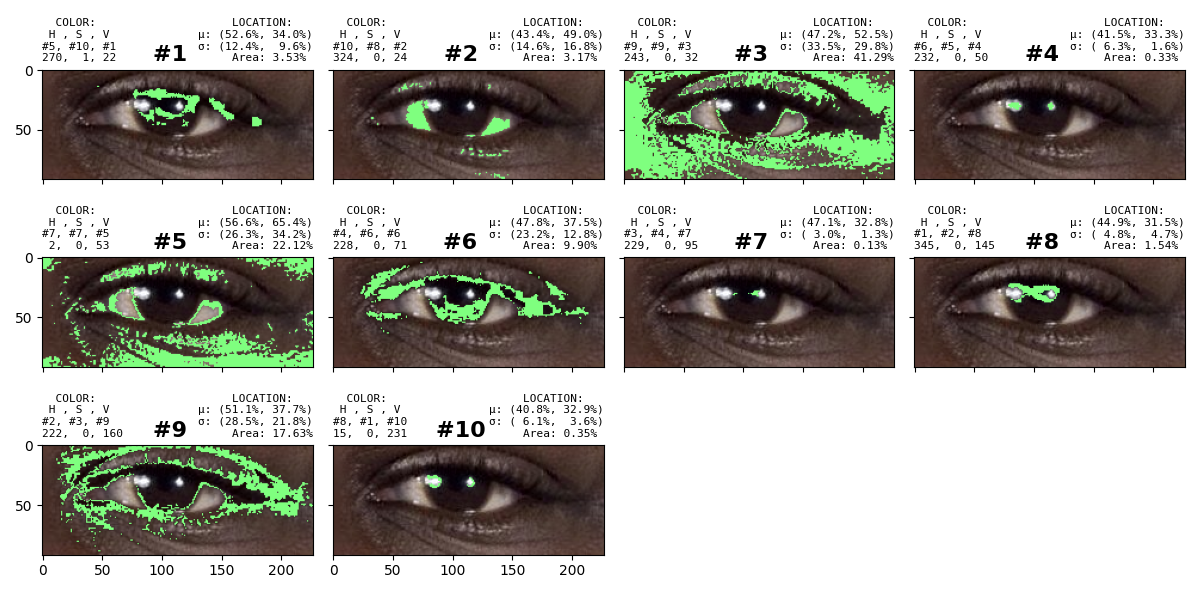 COLOR: LOCATION:
H , S , V μ: (52.6%, 34.0%)
#5, #10, #1 #1 σ: (12.4%, 9.6%)
270, 1, 22 Area: 3.53%
COLOR: LOCATION:
H , S , V μ: (43.4%, 49.0%)
#10, #8, #2 #2 σ: (14.6%, 16.8%)
324, 0, 24 Area: 3.17%
COLOR: LOCATION:
H , S , V μ: (47.2%, 52.5%)
#9, #9, #3 #3 σ: (33.5%, 29.8%)
243, 0, 32 Area: 41.29%
COLOR: LOCATION:
H , S , V μ: (41.5%, 33.3%)
#6, #5, #4 #4 σ: ( 6.3%, 1.6%)
232, 0, 50 Area: 0.33%
0
50
COLOR: LOCATION:
H , S , V μ: (56.6%, 65.4%)
#7, #7, #5 #5 σ: (26.3%, 34.2%)
2, 0, 53 Area: 22.12%
COLOR: LOCATION:
H , S , V μ: (47.8%, 37.5%)
#4, #6, #6 #6 σ: (23.2%, 12.8%)
228, 0, 71 Area: 9.90%
COLOR: LOCATION:
H , S , V μ: (47.1%, 32.8%)
#3, #4, #7 #7 σ: ( 3.0%, 1.3%)
229, 0, 95 Area: 0.13%
COLOR: LOCATION:
H , S , V μ: (44.9%, 31.5%)
#1, #2, #8 #8 σ: ( 4.8%, 4.7%)
345, 0, 145 Area: 1.54%
0
50
COLOR: LOCATION:
H , S , V μ: (51.1%, 37.7%)
#2, #3, #9 #9 σ: (28.5%, 21.8%)
222, 0, 160 Area: 17.63%
COLOR: LOCATION:
H , S , V μ: (40.8%, 32.9%)
#8, #1, #10 #10 σ: ( 6.1%, 3.6%)
15, 0, 231 Area: 0.35%
0
50
0 50 100 150 200
0 50 100 150 200